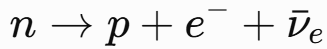 n → p + e⁻ + ν̄ₑ